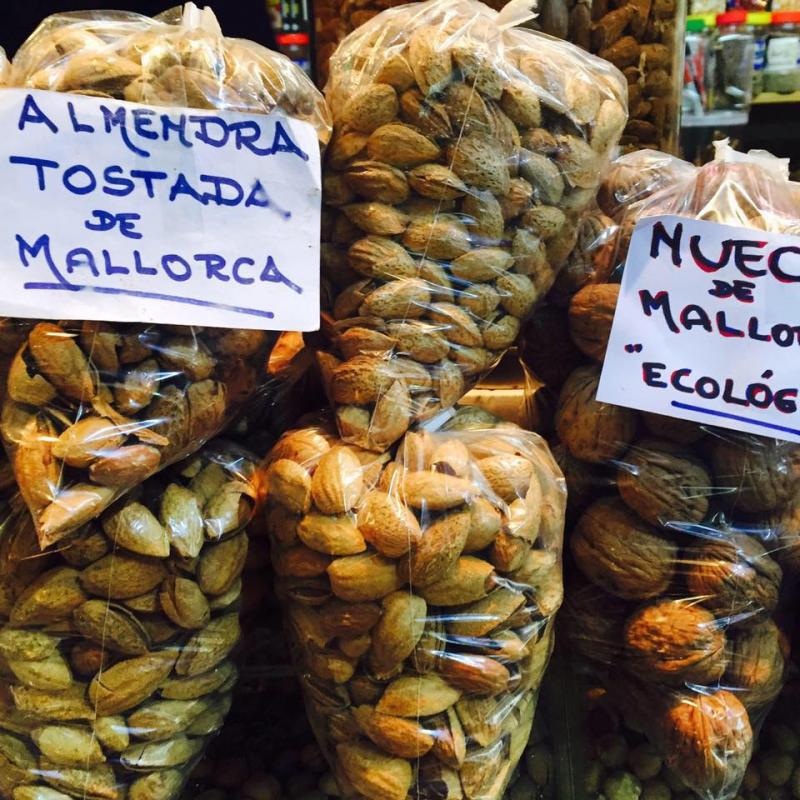 ALMENDRA
TOSTADA
DE
MALLORCA
NUEC
DE
MALLO
"ECOLÓG